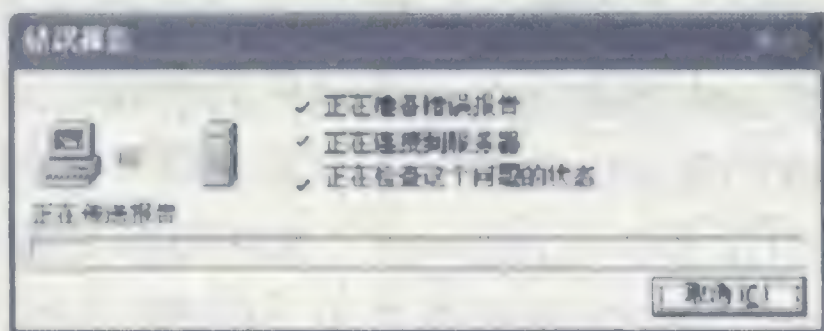 错误报告
正在准备错误报告
正在连接到服务器
正在检查这个问题的状态
正在传送报告
取消(C)